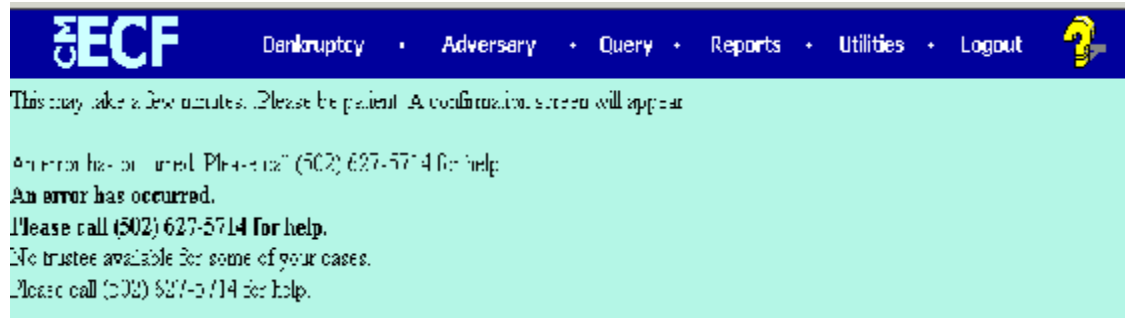 CM ECF Bankruptcy • Adversary • Query • Reports • Utilities • Logout ?
This may take a few minutes. Please be patient. A confirmation screen will appear
An error has occurred. Please call (502) 627-5714 for help
An error has occurred.
Please call (502) 627-5714 for help.
No trustee available for some of your cases.
Please call (502) 627-5714 for help.